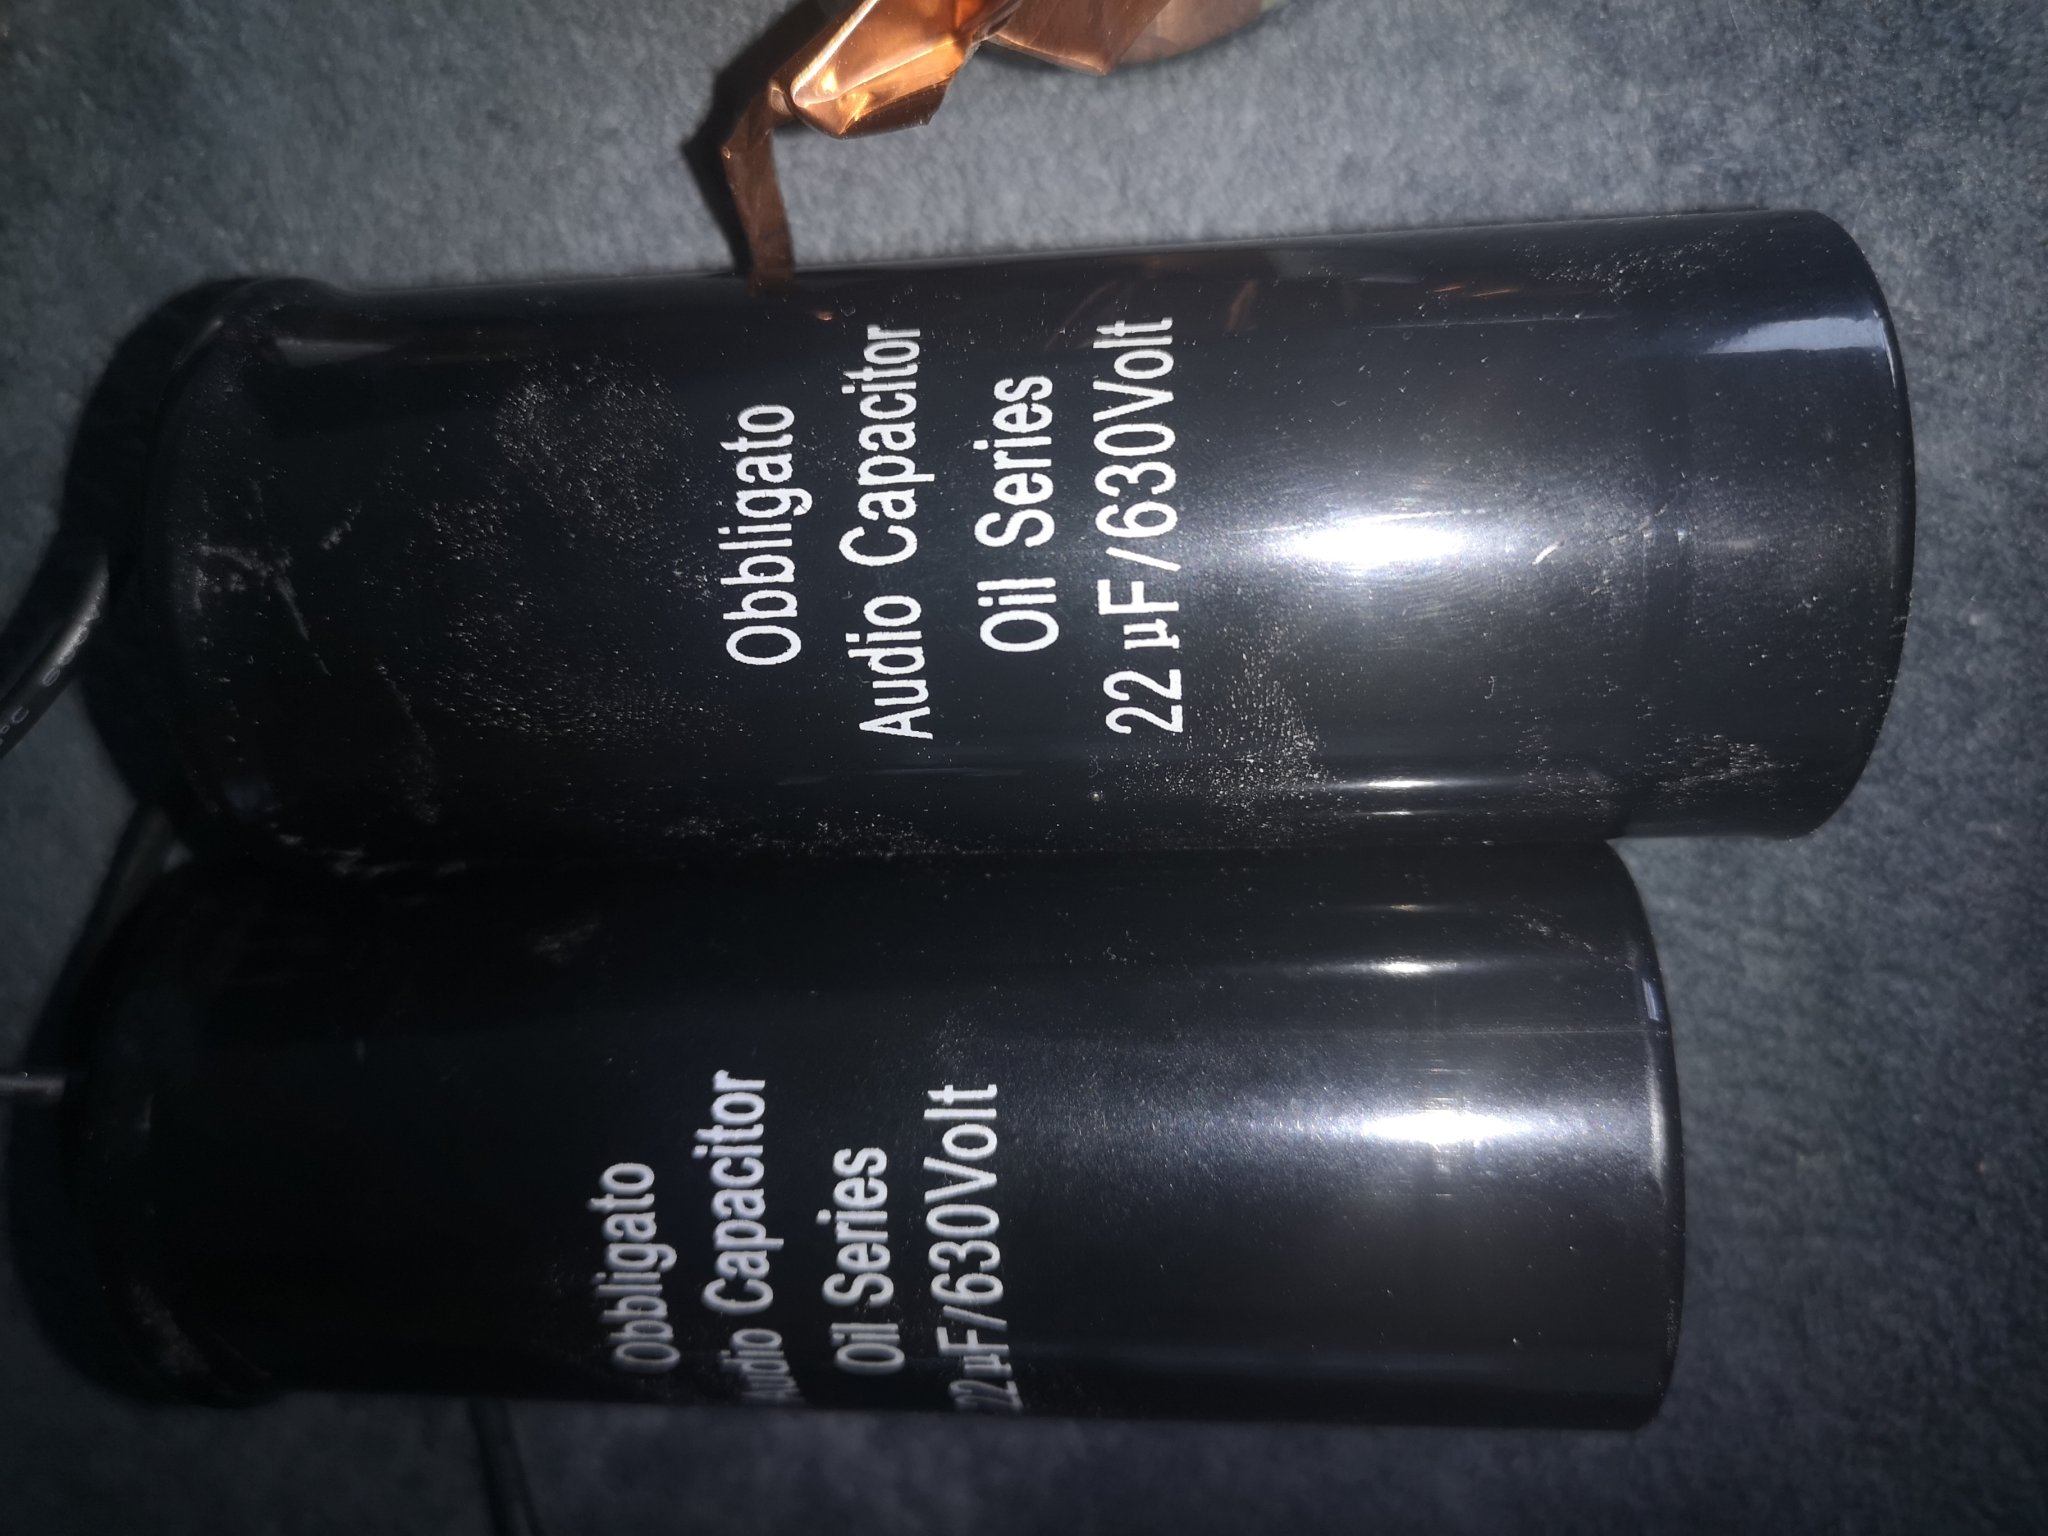 Obbligato
Audio Capacitor
Oil Series
22 µF/630Volt
Obbligato
Audio Capacitor
Oil Series
22 µF/630Volt